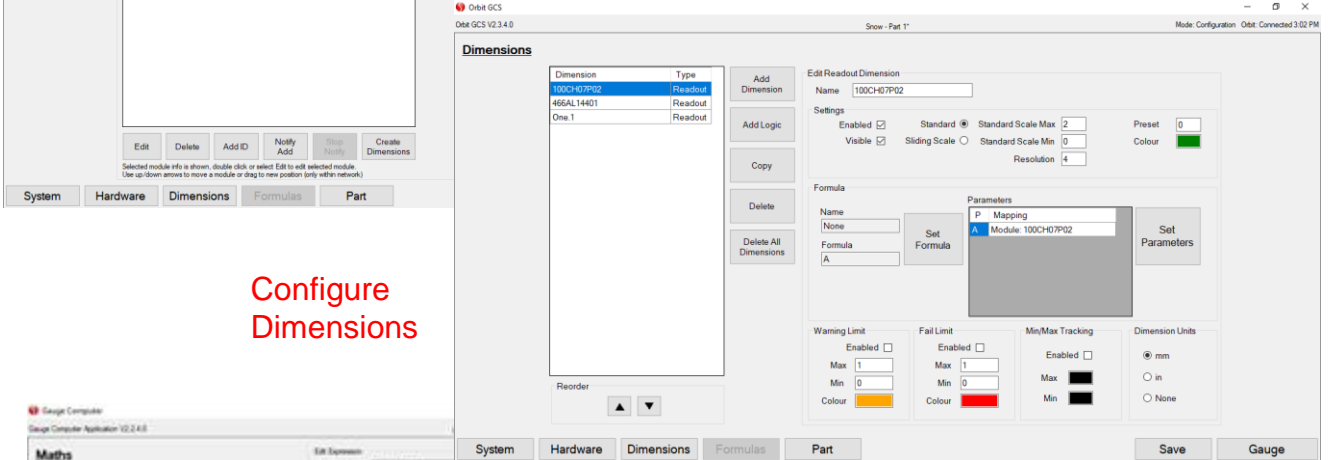 Edit Delete Add ID Notify Add Stop Notify Create Dimensions
Selected module info is shown, double click or select Edit to edit selected module.
Use up/down arrows to move a module or drag to new position (only within network)
System Hardware Dimensions Formulas Part
Configure
Dimensions
Gauge Computer
Gauge Computer Application V2.2.4.0
Maths
Edit Expression
Orbit GCS
Orbit GCS V2.3.4.0 Snow - Part 1* Mode: Configuration Orbit: Connected 3:02 PM
Dimensions
Dimension Type
100CH07P02 Readout
466AL14401 Readout
One.1 Readout
Add Dimension
Add Logic
Copy
Delete
Delete All Dimensions
Reorder
Edit Readout Dimension
Name 100CH07P02
Settings
Enabled Standard Standard Scale Max 2 Preset 0
Visible Sliding Scale Standard Scale Min 0 Colour
Resolution 4
Formula
Name
None
Formula
A
Set Formula
Parameters
P Mapping
A Module: 100CH07P02
Set Parameters
Warning Limit
Enabled
Max 1
Min 0
Colour
Fail Limit
Enabled
Max 1
Min 0
Colour
Min/Max Tracking
Enabled
Max
Min
Dimension Units
mm
in
None
System Hardware Dimensions Formulas Part Save Gauge